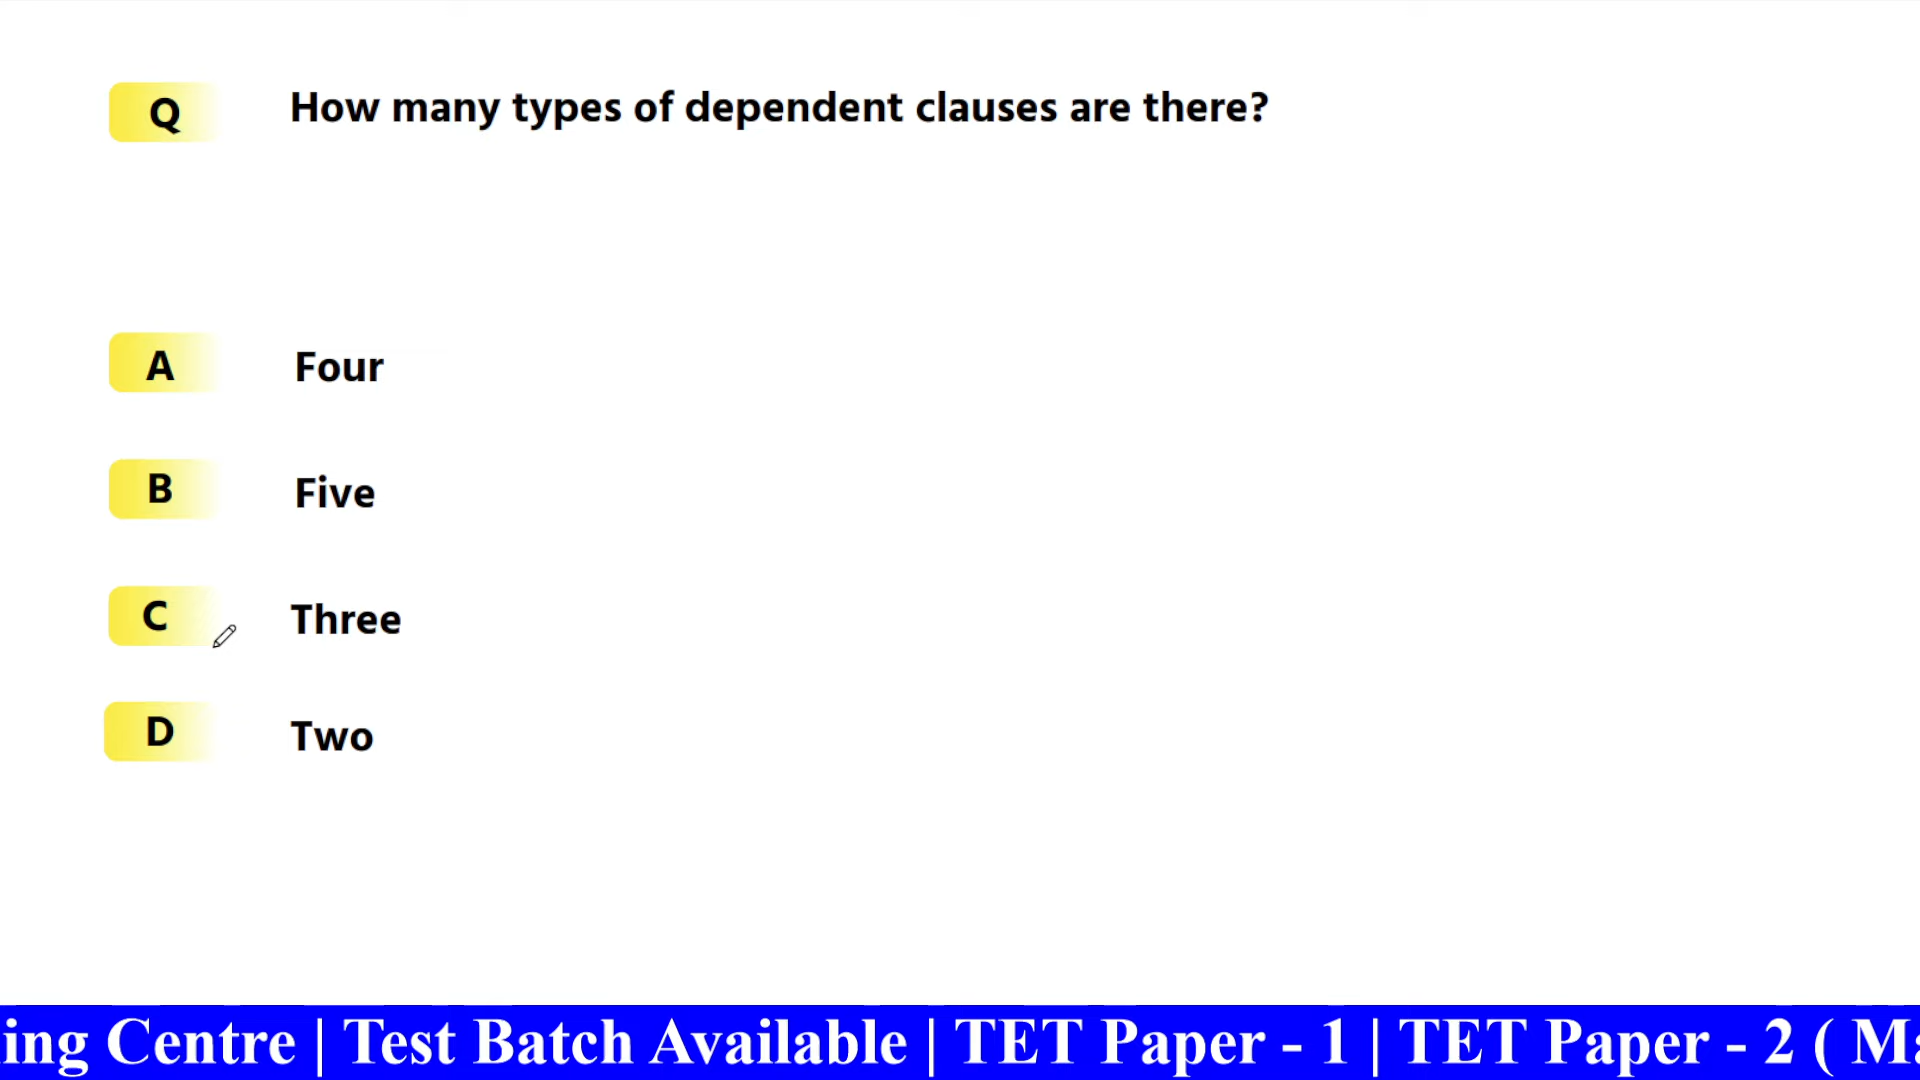 Q How many types of dependent clauses are there?
A Four
B Five
C Three
D Two
ing Centre | Test Batch Available | TET Paper - 1 | TET Paper - 2 ( Ma